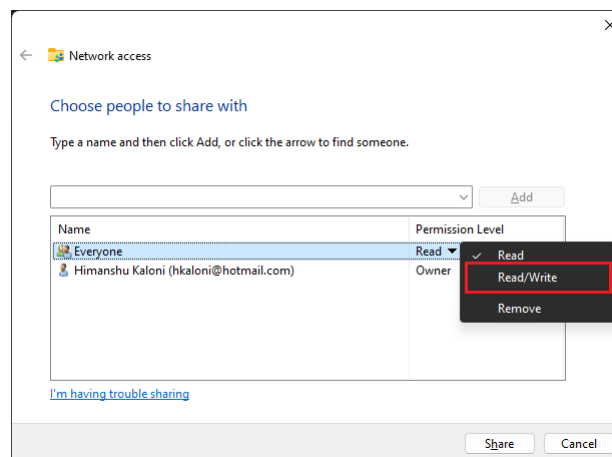 Network access
Choose people to share with
Type a name and then click Add, or click the arrow to find someone.
Add
Name Permission Level
Everyone Read
Himanshu Kaloni (hkaloni@hotmail.com) Owner
Read
Read/Write
Remove
I'm having trouble sharing
Share Cancel